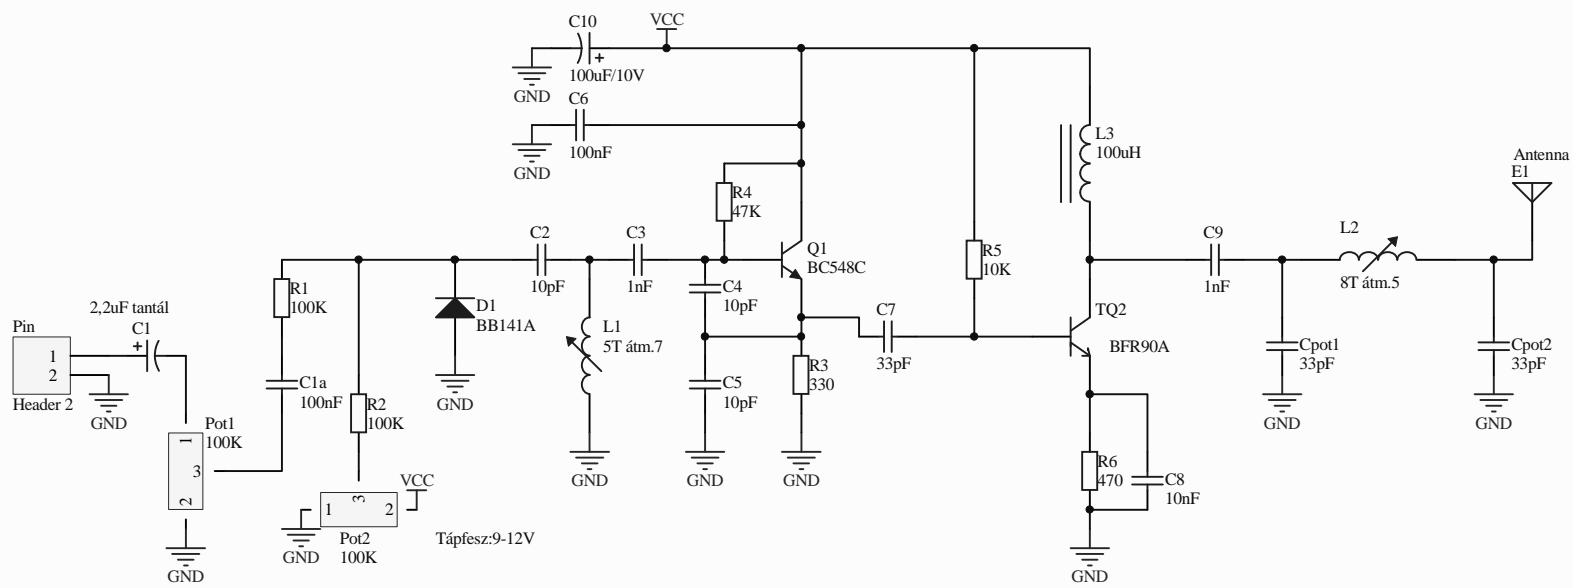 C10
VCC
100uF/10V
GND
C6
100nF
GND
L3
100uH
Antenna
E1
R4
47K
C2
10pF
C3
1nF
Q1
BC548C
R5
10K
C9
1nF
L2
8T átm.5
R1
100K
D1
BB141A
GND
C4
10pF
L1
5T átm.7
GND
C7
33pF
TQ2
BFR90A
Cpot1
33pF
GND
Cpot2
33pF
GND
2,2uF tantál
C1
+
Pin
1
2
Header 2
GND
C1a
100nF
R2
100K
C5
10pF
GND
R3
330
GND
Pot1
100K
1
3
2
GND
VCC
1
3
2
GND
Pot2
100K
Tápfesz:9-12V
R6
470
C8
10nF
GND
+